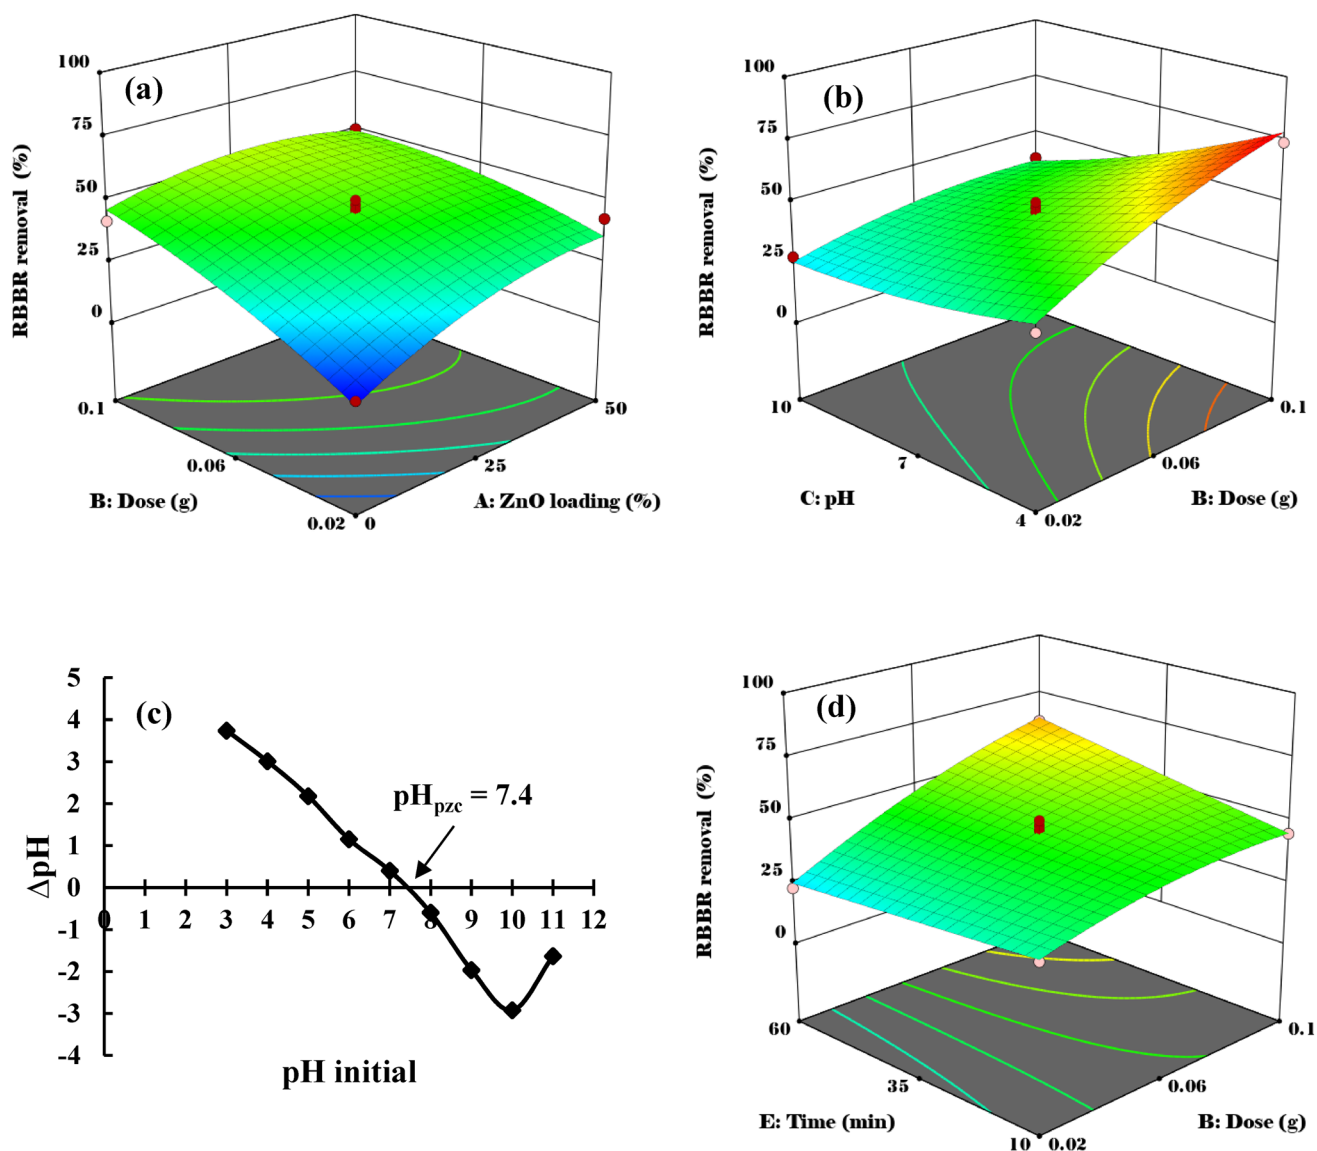 (a)
100
75
50
25
0
RBBR removal (%)
0.1
0.06
0.02
B: Dose (g)
0
25
50
A: ZnO loading (%)
(b)
100
75
50
25
0
RBBR removal (%)
10
7
4
C: pH
0.02
0.06
0.1
B: Dose (g)
(c)
5
4
3
2
1
0
-1
-2
-3
-4
ΔpH
pHpzc = 7.4
0 1 2 3 4 5 6 7 8 9 10 11 12
pH initial
(d)
100
75
50
25
0
RBBR removal (%)
60
35
10
E: Time (min)
0.02
0.06
0.1
B: Dose (g)